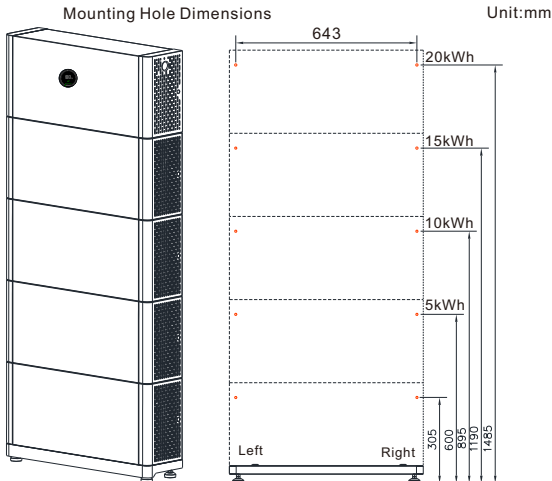 Mounting Hole Dimensions
Unit:mm
643
20kWh
15kWh
10kWh
5kWh
305
600
895
1190
1485
Left
Right